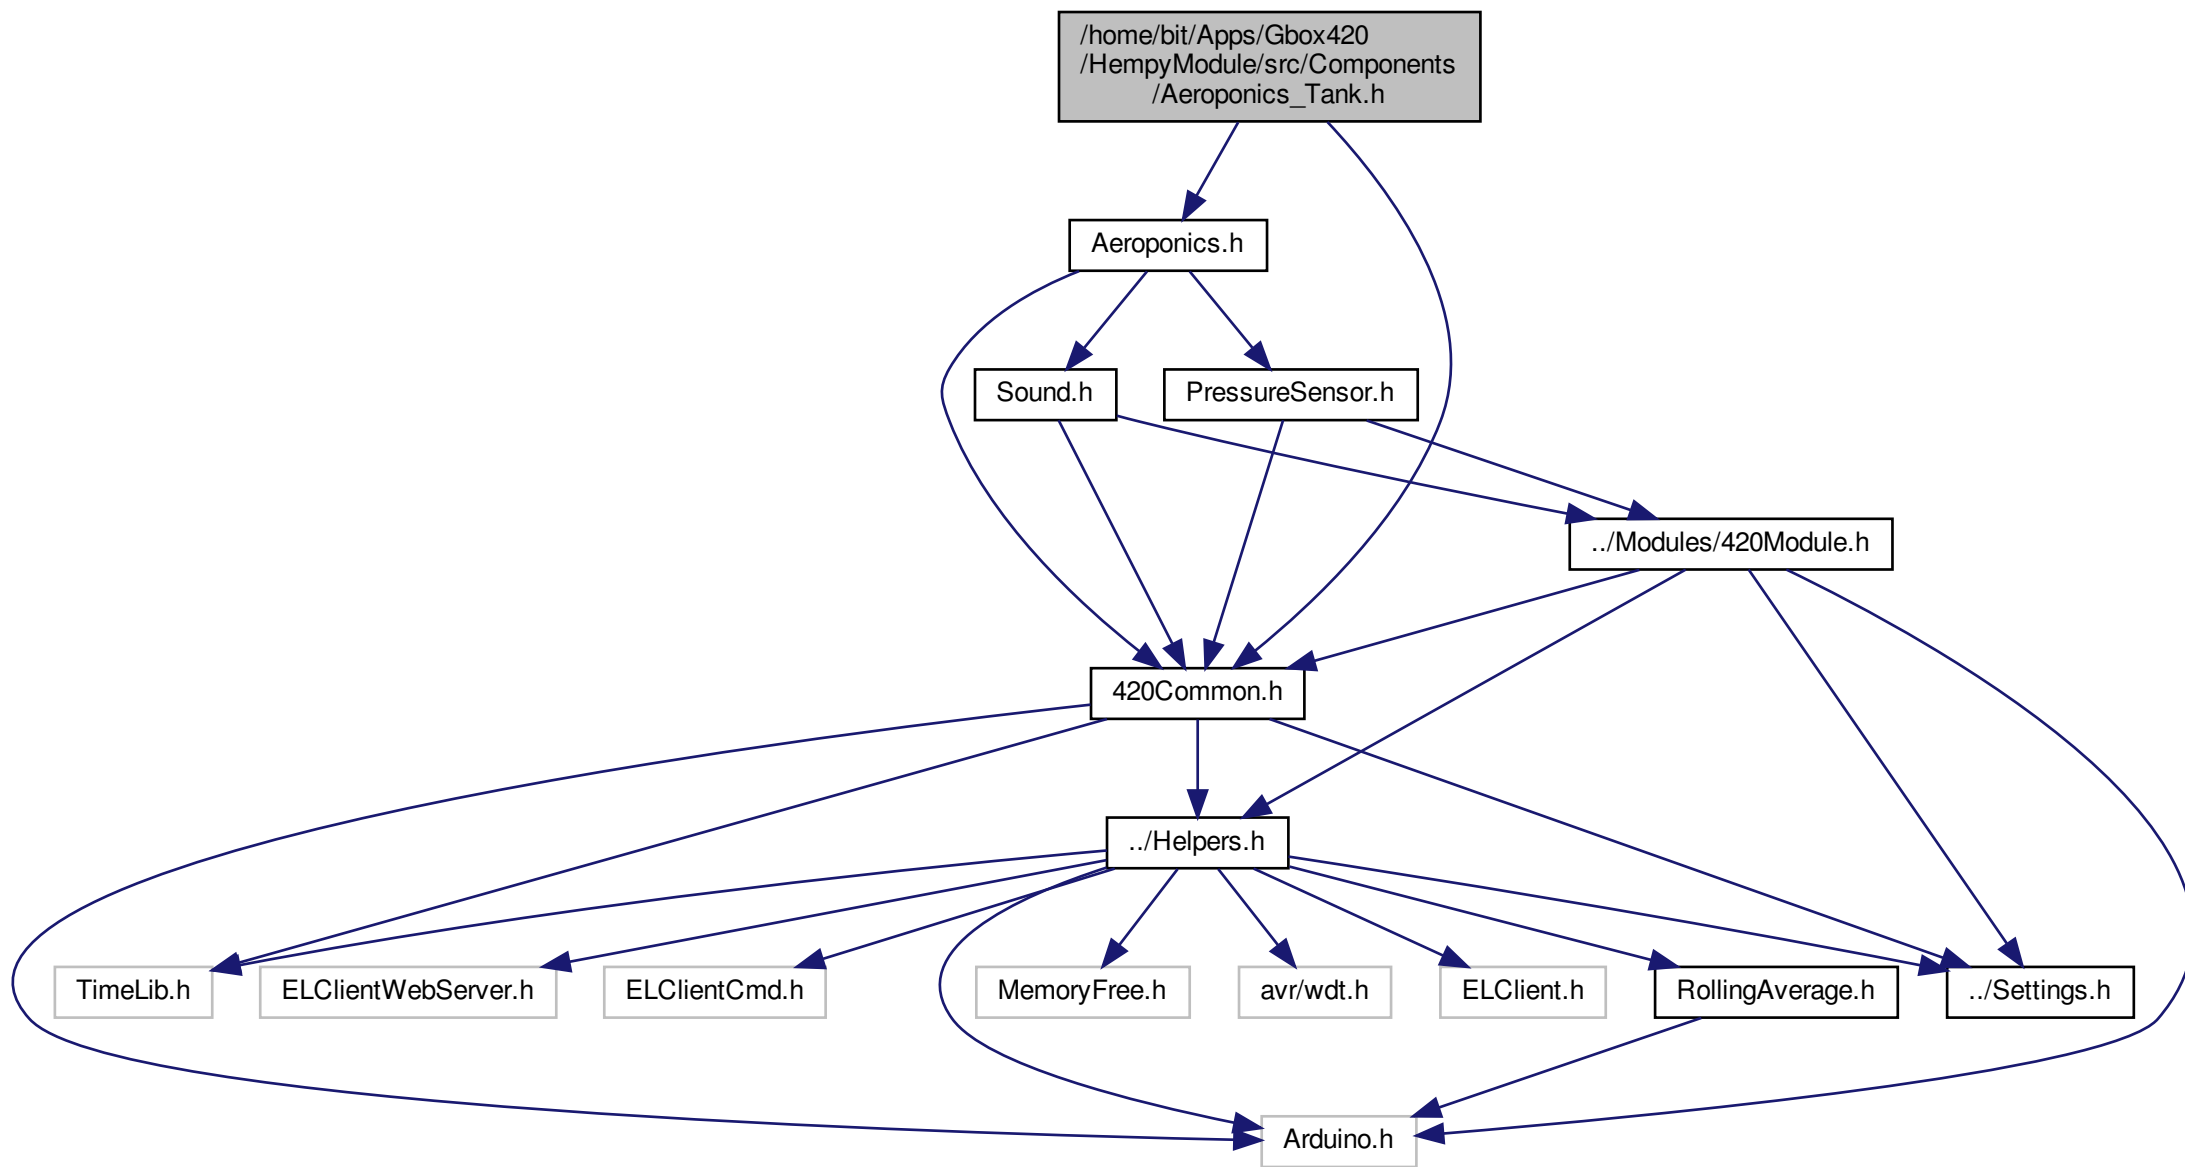 /home/bit/Apps/Gbox420
/HempyModule/src/Components
/Aeroponics_Tank.h
Aeroponics.h
Sound.h
PressureSensor.h
../Modules/420Module.h
420Common.h
../Helpers.h
TimeLib.h
ELClientWebServer.h
ELClientCmd.h
MemoryFree.h
avr/wdt.h
ELClient.h
RollingAverage.h
../Settings.h
Arduino.h